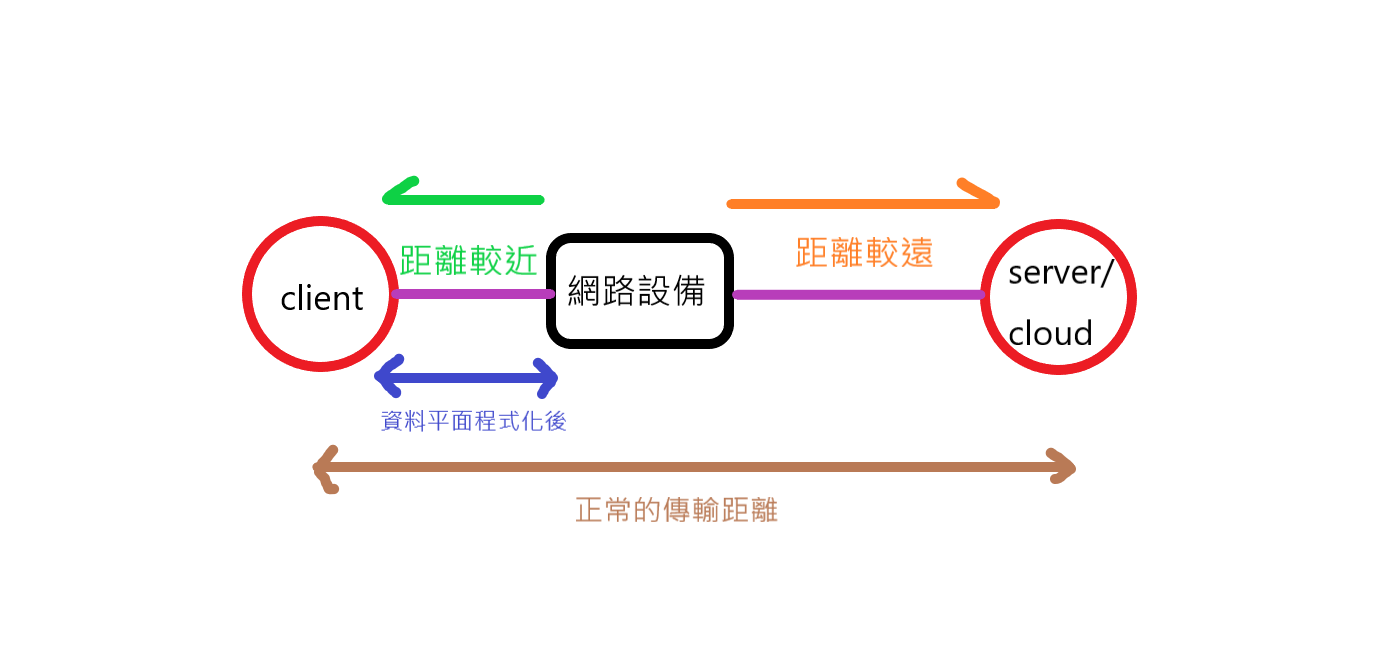 距離較近
距離較遠
client
網路設備
server/
cloud
資料平面程式化後
正常的傳輸距離